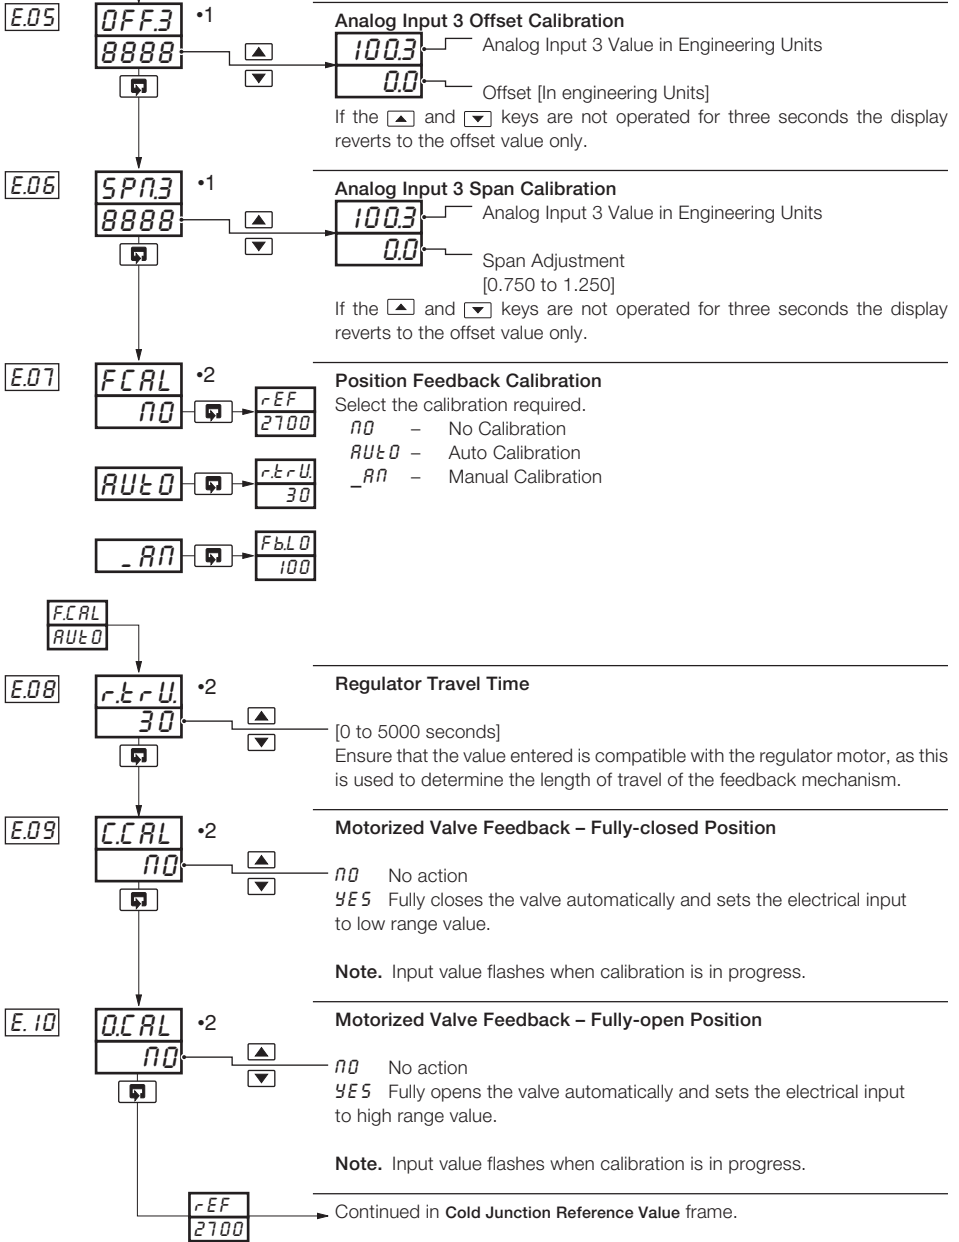 E.05
OFF.3 •1
8888
Analog Input 3 Offset Calibration
100.3 Analog Input 3 Value in Engineering Units
0.0 Offset [In engineering Units]
If the ▲ and ▼ keys are not operated for three seconds the display
reverts to the offset value only.
E.06
SPN.3 •1
8888
Analog Input 3 Span Calibration
100.3 Analog Input 3 Value in Engineering Units
0.0 Span Adjustment
[0.750 to 1.250]
If the ▲ and ▼ keys are not operated for three seconds the display
reverts to the offset value only.
E.07
FCAL •2
NO
rEF
2700
AUtO
r.trV.
30
_AN
Fb.LO
100
Position Feedback Calibration
Select the calibration required.
NO – No Calibration
AUtO – Auto Calibration
_AN – Manual Calibration
F.CAL
AUtO
E.08
r.trV. •2
30
Regulator Travel Time
[0 to 5000 seconds]
Ensure that the value entered is compatible with the regulator motor, as this
is used to determine the length of travel of the feedback mechanism.
E.09
C.CAL •2
NO
Motorized Valve Feedback – Fully-closed Position
NO No action
YES Fully closes the valve automatically and sets the electrical input
to low range value.
Note. Input value flashes when calibration is in progress.
E.10
O.CAL •2
NO
Motorized Valve Feedback – Fully-open Position
NO No action
YES Fully opens the valve automatically and sets the electrical input
to high range value.
Note. Input value flashes when calibration is in progress.
rEF
2700
Continued in Cold Junction Reference Value frame.